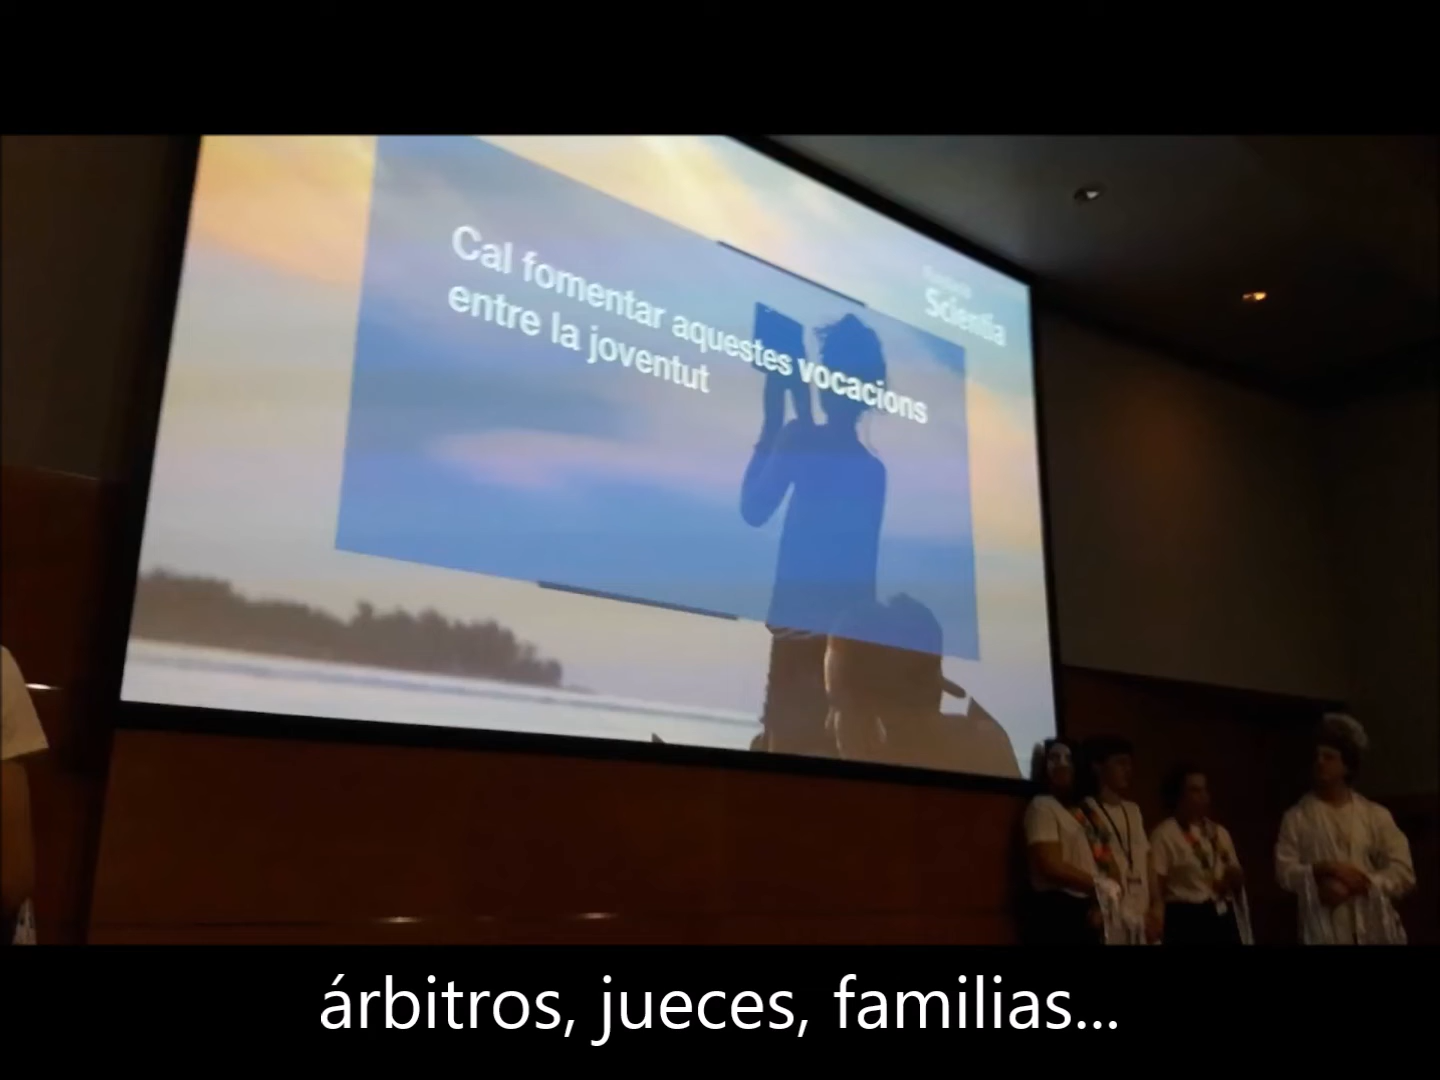 Cal fomentar aquestes vocacions
entre la joventut
Scientia
árbitros, jueces, familias...